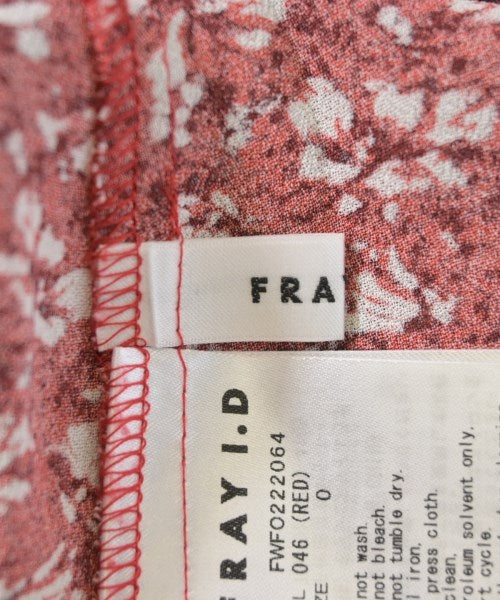 FRA
FRAY I.D
FWFO222064
046 (RED)
0
not wash
not bleach.
not tumble dry.
iron.
press cloth.
clean.
solvent only.
cycle.